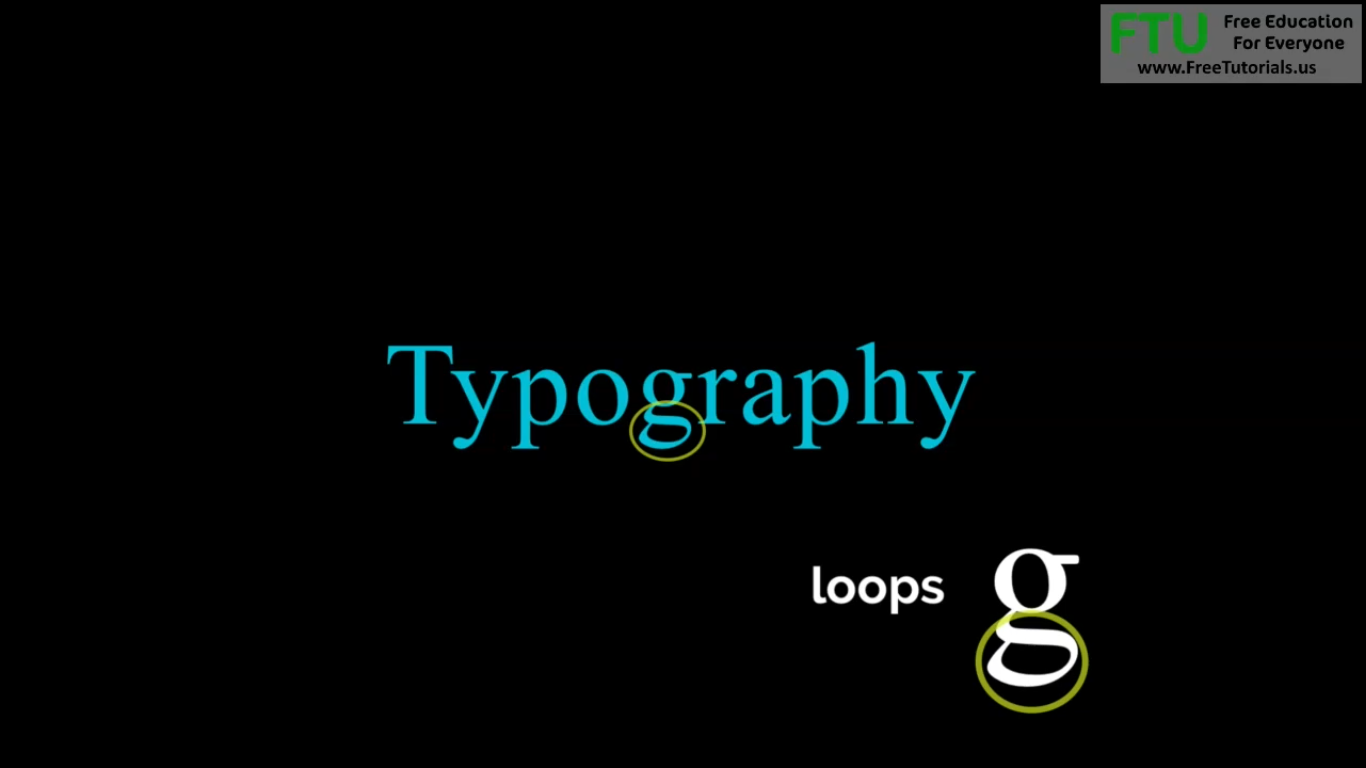 FTU
Free Education
For Everyone
www.FreeTutorials.us
Typography
loops
g